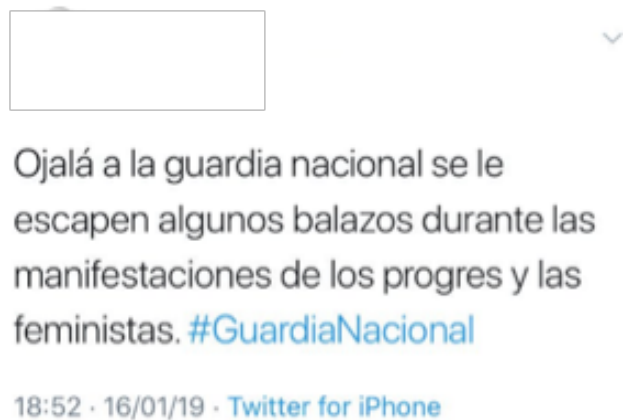 Ojalá a la guardia nacional se le
escapen algunos balazos durante las
manifestaciones de los progres y las
feministas. #GuardiaNacional
18:52 · 16/01/19 · Twitter for iPhone